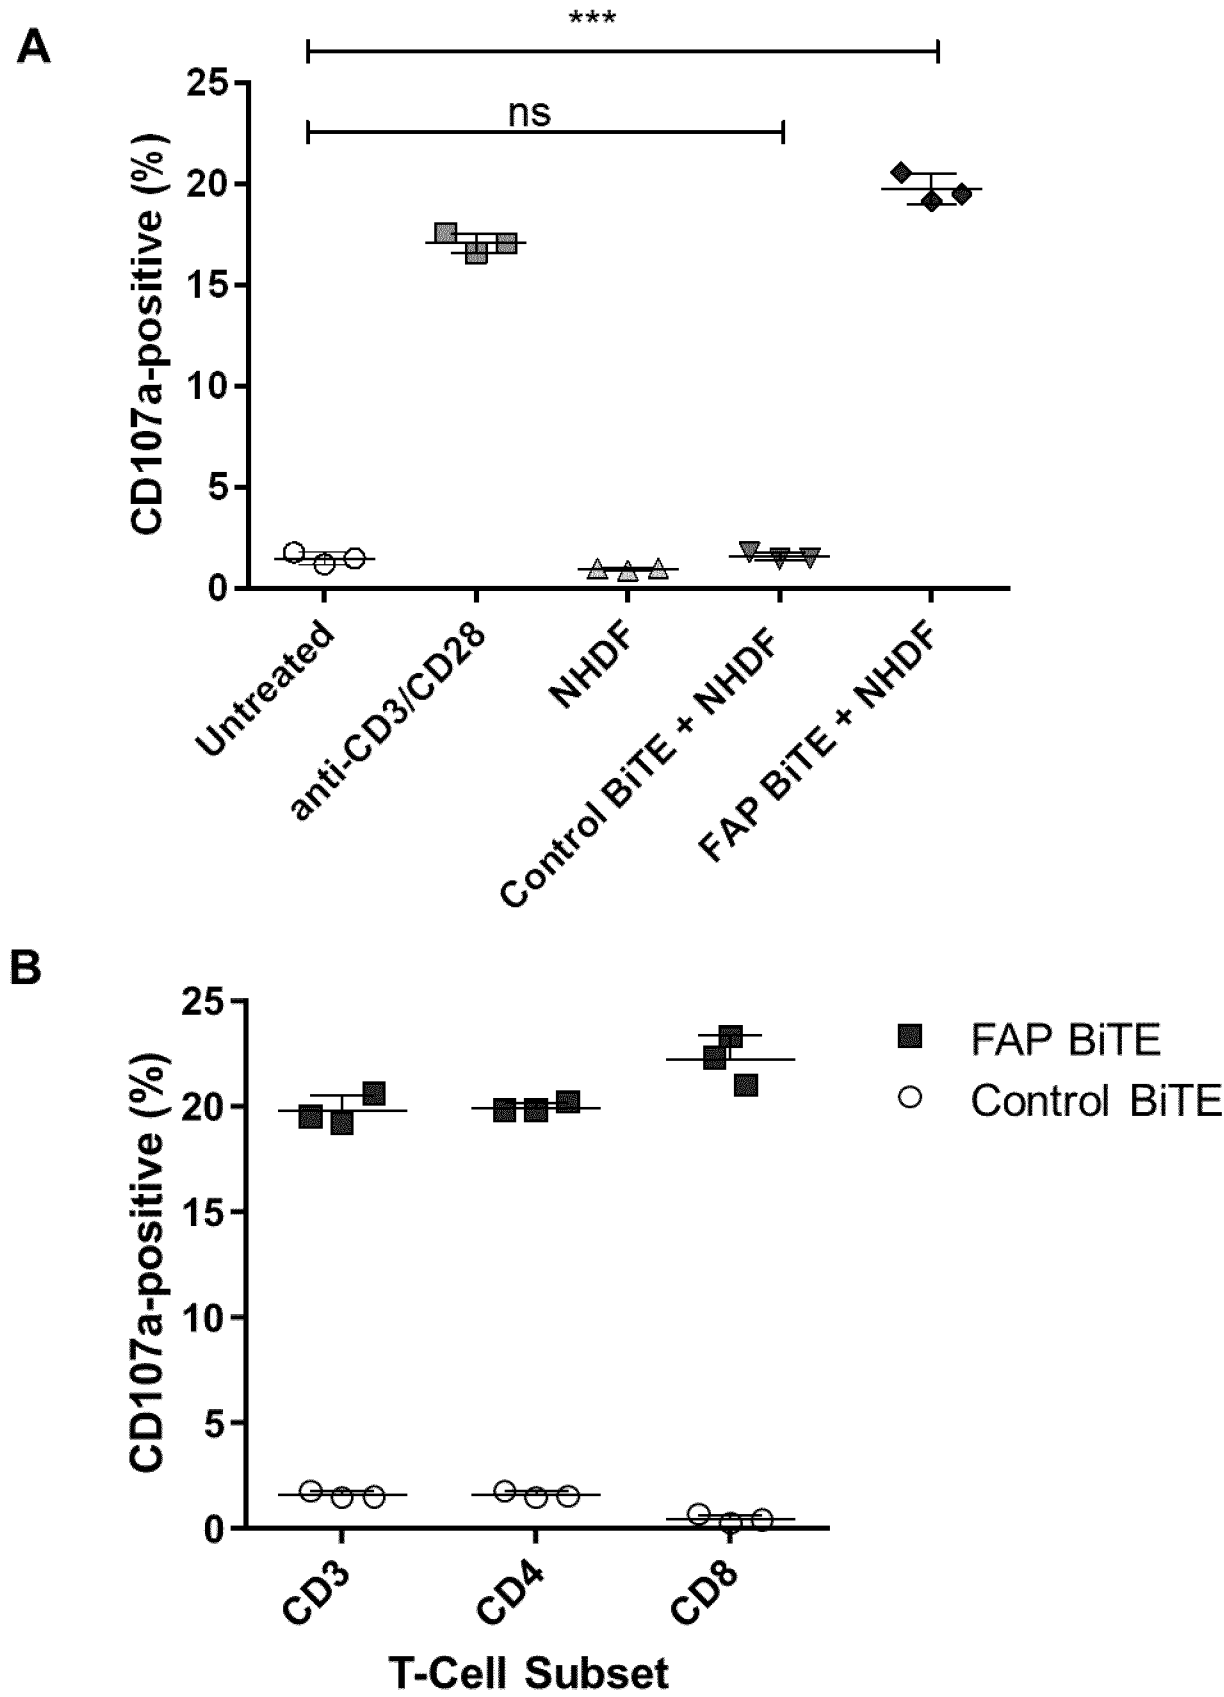 A
***
ns
25
20
15
10
5
0
CD107a-positive (%)
Untreated
anti-CD3/CD28
NHDF
Control BiTE + NHDF
FAP BiTE + NHDF
B
25
20
15
10
5
0
CD107a-positive (%)
FAP BiTE
Control BiTE
CD3
CD4
CD8
T-Cell Subset